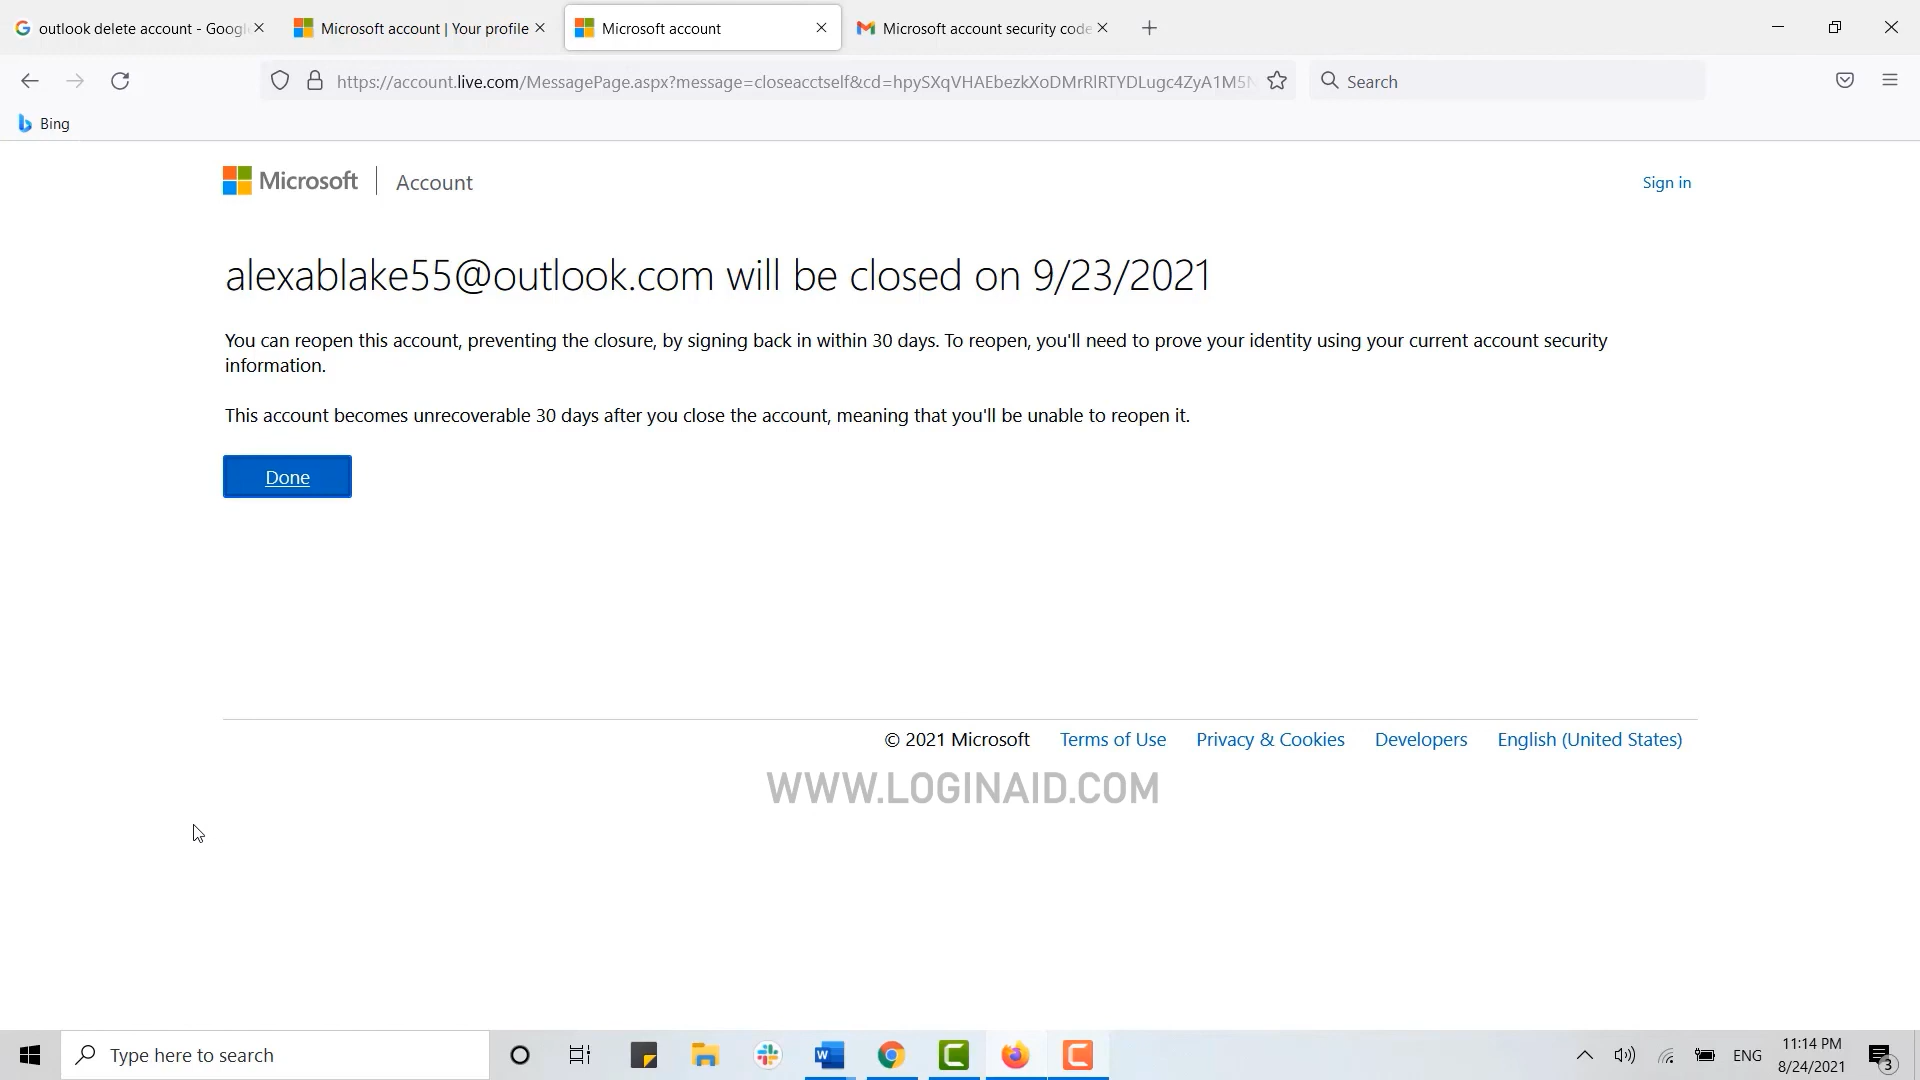 outlook delete account - Googl
Microsoft account | Your profile
Microsoft account
Microsoft account security code
https://account.live.com/MessagePage.aspx?message=closeacctself&cd=hpySXqVHAEbezkXoDMrRlRTYDLugc4ZyA1M5N
Search
Bing
Microsoft | Account
Sign in
alexablake55@outlook.com will be closed on 9/23/2021
You can reopen this account, preventing the closure, by signing back in within 30 days. To reopen, you'll need to prove your identity using your current account security
information.
This account becomes unrecoverable 30 days after you close the account, meaning that you'll be unable to reopen it.
Done
© 2021 Microsoft Terms of Use Privacy & Cookies Developers English (United States)
WWW.LOGINAID.COM
Type here to search
ENG
11:14 PM
8/24/2021
3